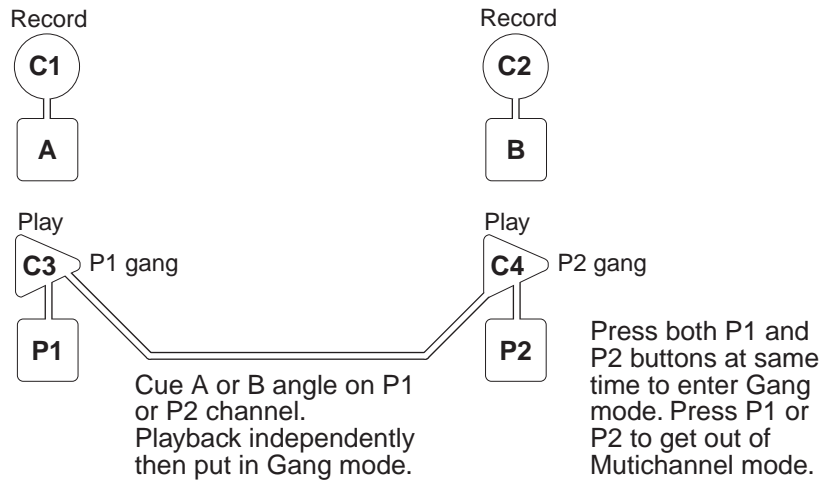 Record
Record
C1
C2
A
B
Play
Play
C3
P1 gang
C4
P2 gang
P1
P2
Cue A or B angle on P1
or P2 channel.
Playback independently
then put in Gang mode.
Press both P1 and
P2 buttons at same
time to enter Gang
mode. Press P1 or
P2 to get out of
Mutichannel mode.